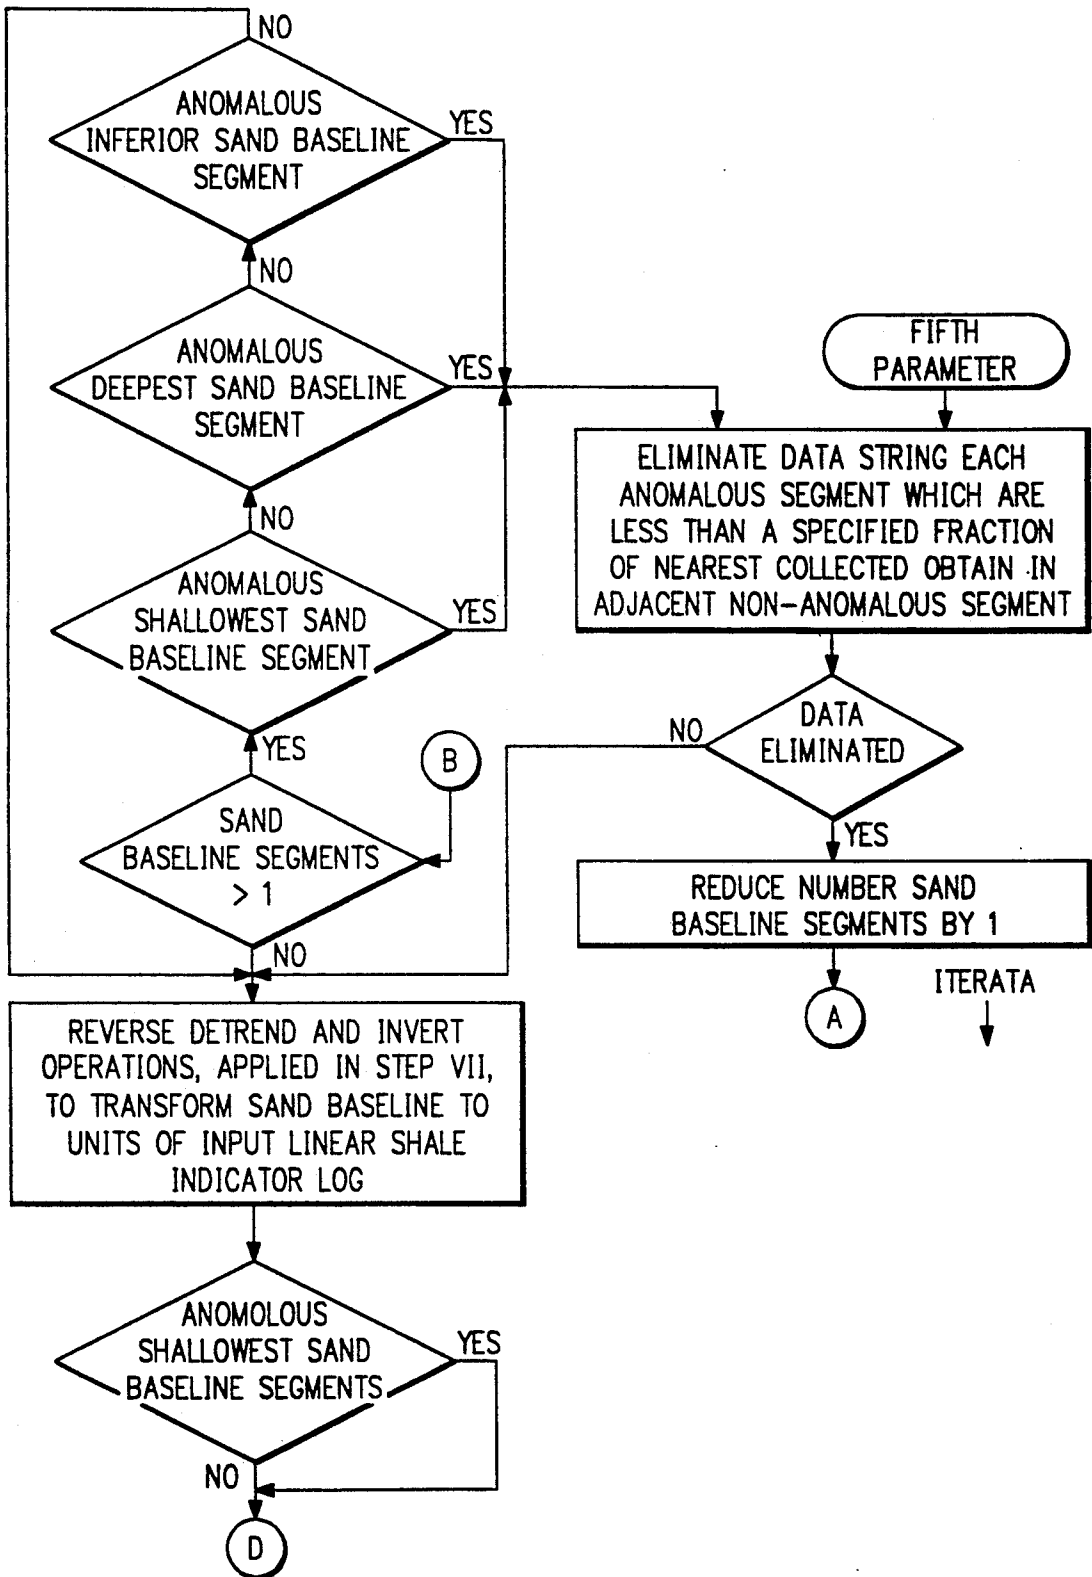 NO
ANOMALOUS
INFERIOR SAND BASELINE
SEGMENT
YES
NO
ANOMALOUS
DEEPEST SAND BASELINE
SEGMENT
YES
NO
ANOMALOUS
SHALLOWEST SAND
BASELINE SEGMENT
YES
YES
B
SAND
BASELINE SEGMENTS
> 1
NO
FIFTH
PARAMETER
ELIMINATE DATA STRING EACH
ANOMALOUS SEGMENT WHICH ARE
LESS THAN A SPECIFIED FRACTION
OF NEAREST COLLECTED OBTAIN IN
ADJACENT NON-ANOMALOUS SEGMENT
NO
DATA
ELIMINATED
YES
REDUCE NUMBER SAND
BASELINE SEGMENTS BY 1
A
ITERATA
REVERSE DETREND AND INVERT
OPERATIONS, APPLIED IN STEP VII,
TO TRANSFORM SAND BASELINE TO
UNITS OF INPUT LINEAR SHALE
INDICATOR LOG
ANOMOLOUS
SHALLOWEST SAND
BASELINE SEGMENTS
YES
NO
D